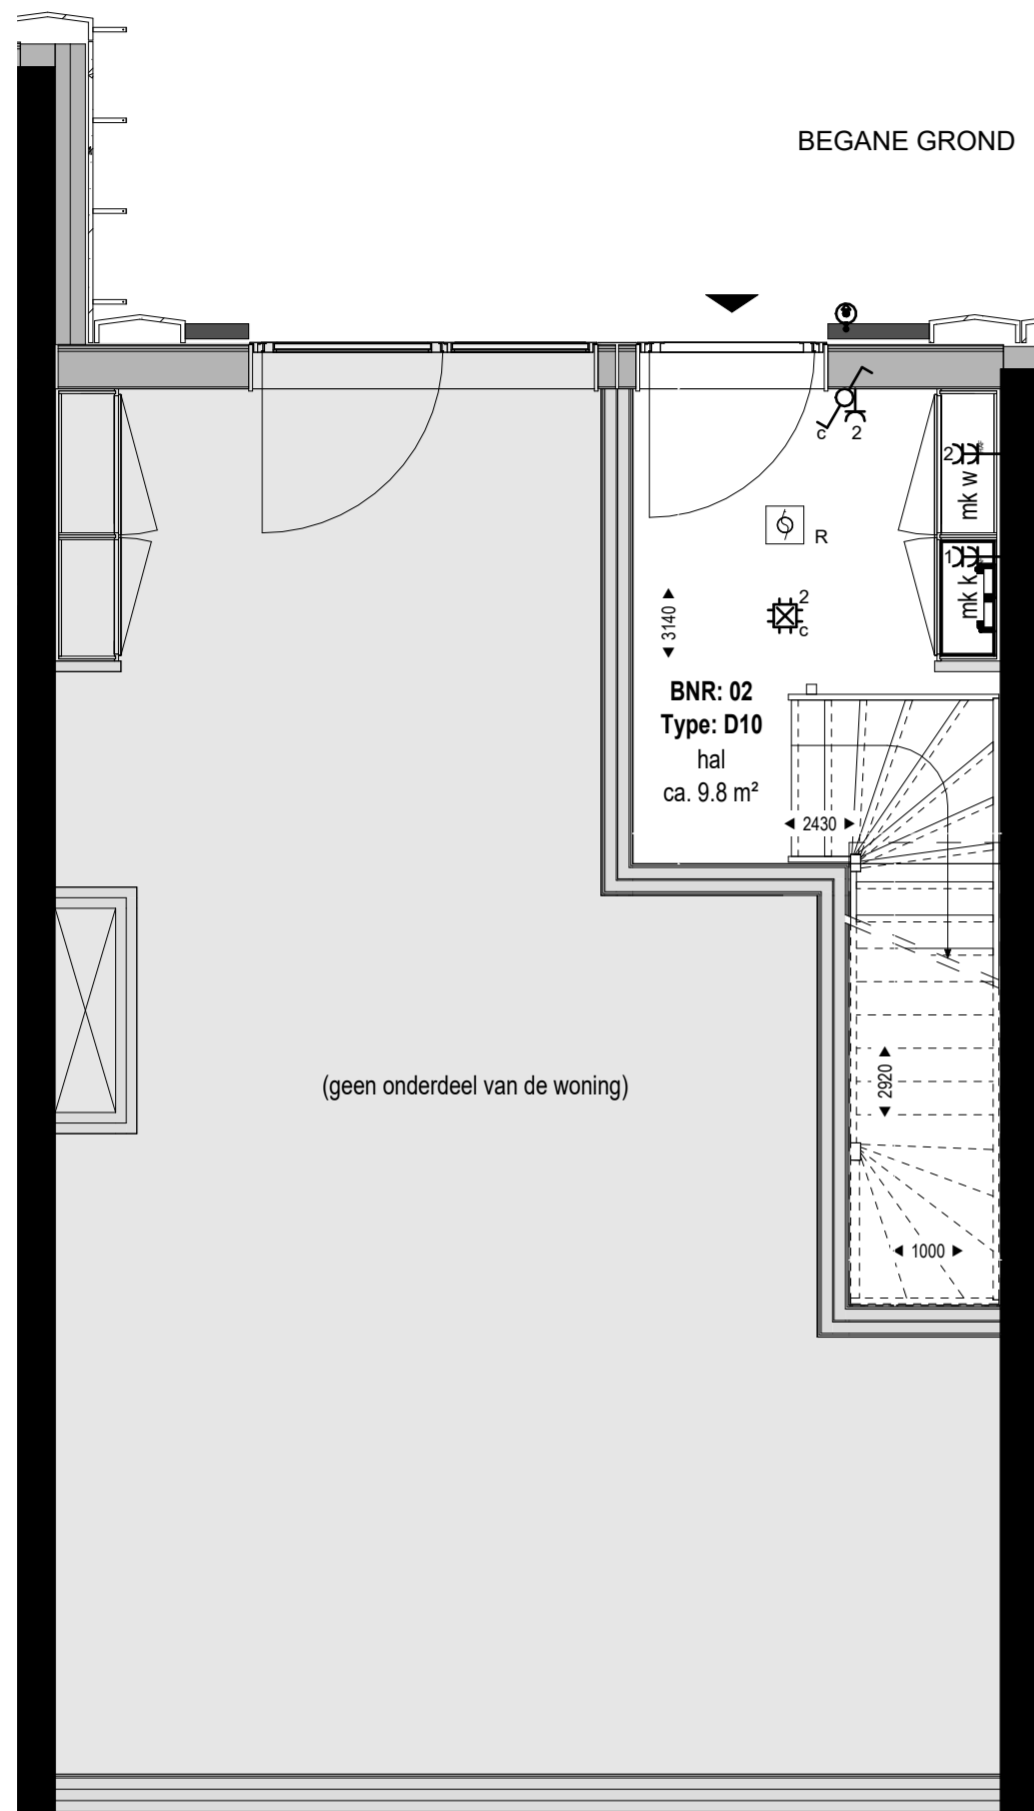 BEGANE GROND
c 2
2
mk w
R
1
mk k
2
c
3140
BNR: 02
Type: D10
hal
ca. 9.8 m²
2430
(geen onderdeel van de woning)
2920
1000